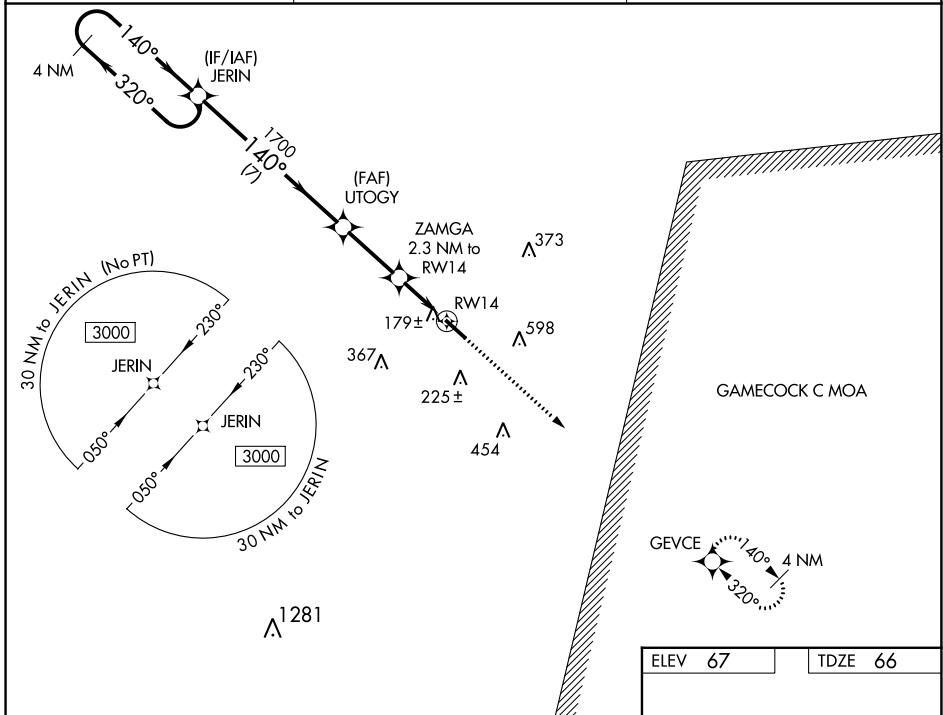 140°
4 NM
320°
(IF/IAF)
JERIN
1700
140°
(7)
(FAF)
UTOGY
ZAMGA
2.3 NM to
RW14
373
RW14
179±
598
367
225±
454
30 NM to JERIN (No PT)
3000
230°
JERIN
050°
230°
JERIN
3000
050°
30 NM to JERIN
GAMECOCK C MOA
GEVCE
140°
4 NM
320°
1281
ELEV 67
TDZE 66